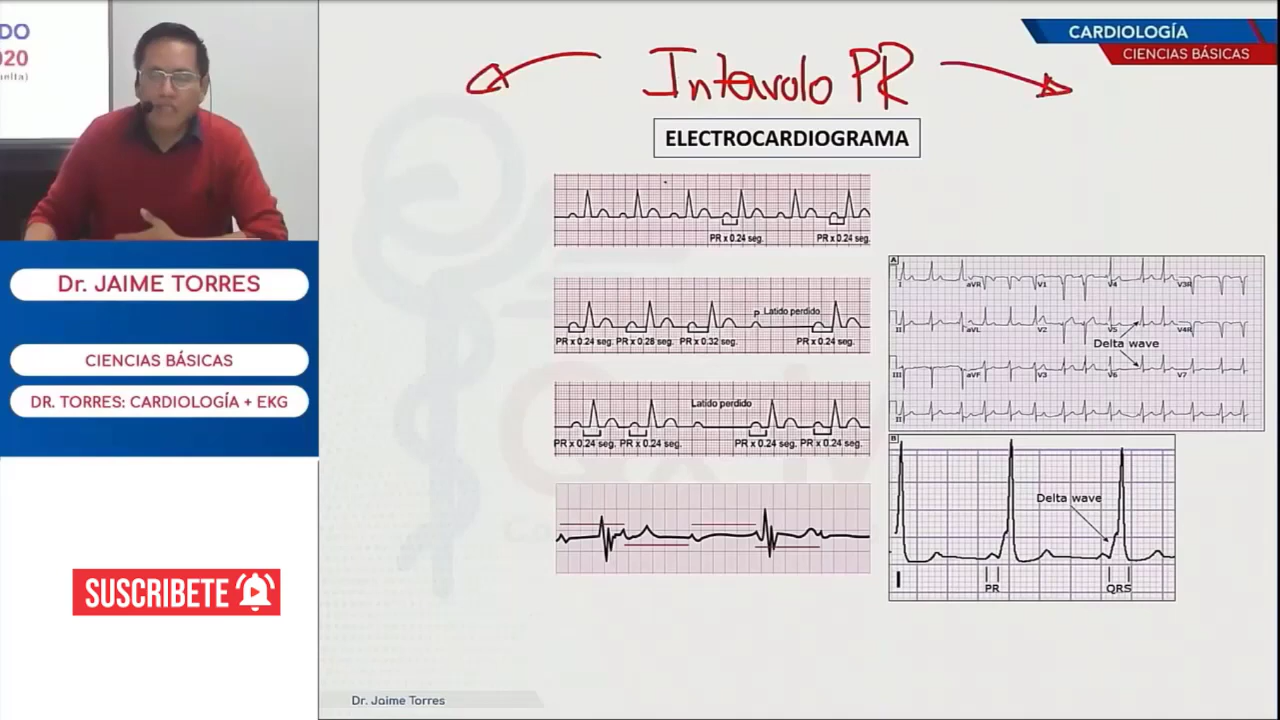 DO
2020
uelta)
Dr. JAIME TORRES
CIENCIAS BÁSICAS
DR. TORRES: CARDIOLOGÍA + EKG
SUSCRIBETE
CARDIOLOGÍA
CIENCIAS BÁSICAS
Intervalo PR
ELECTROCARDIOGRAMA
PR x 0.24 seg. PR x 0.24 seg.
P Latido perdido
PR x 0.24 seg. PR x 0.28 seg. PR x 0.32 seg. PR x 0.24 seg.
Latido perdido
PR x 0.24 seg. PR x 0.24 seg. PR x 0.24 seg. PR x 0.24 seg.
A
I aVR V1 V4 V3R
II aVL V2 V5 V4R
Delta wave
III aVF V3 V6 V7
II
B
Delta wave
I PR QRS
Dr. Jaime Torres